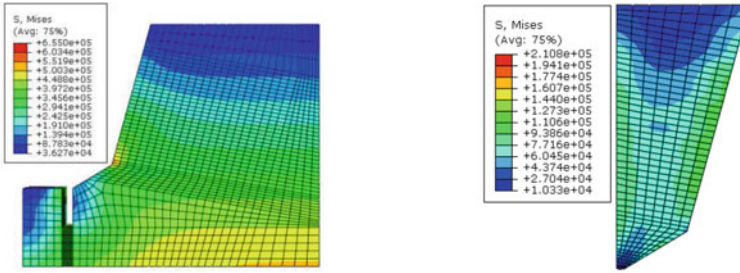 S, Mises
(Avg: 75%)
+6.550e+05
+6.034e+05
+5.519e+05
+5.003e+05
+4.488e+05
+3.972e+05
+3.456e+05
+2.941e+05
+2.425e+05
+1.910e+05
+1.394e+05
+8.783e+04
+3.627e+04
S, Mises
(Avg: 75%)
+2.108e+05
+1.941e+05
+1.774e+05
+1.607e+05
+1.440e+05
+1.273e+05
+1.106e+05
+9.386e+04
+7.716e+04
+6.045e+04
+4.374e+04
+2.704e+04
+1.033e+04